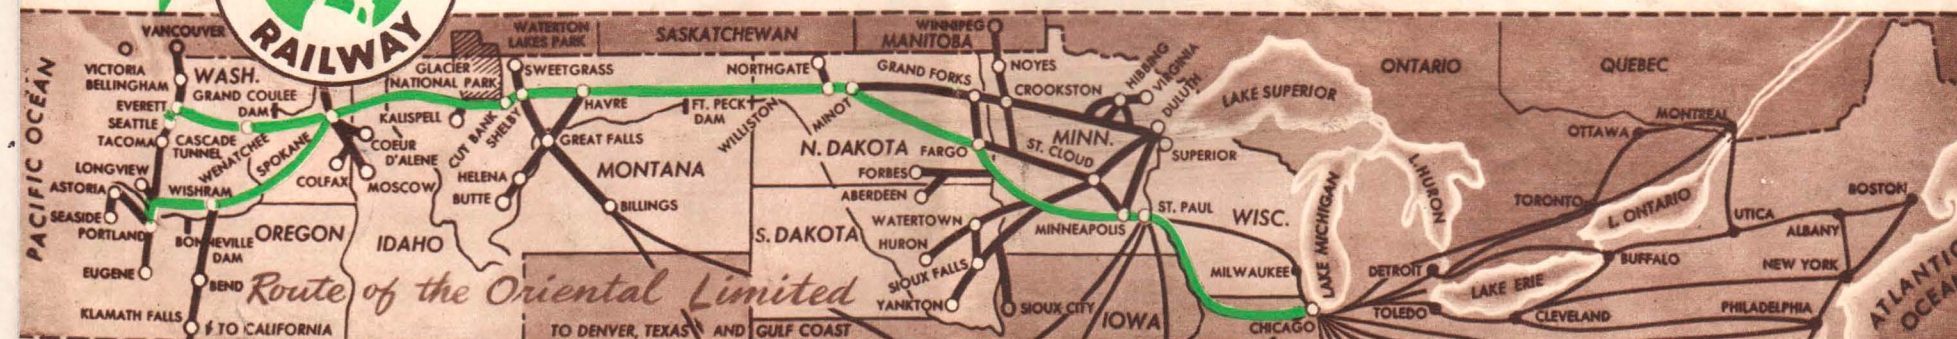 RAILWAY
PACIFIC OCEAN
VANCOUVER
VICTORIA
BELLINGHAM
WASH.
EVERETT
SEATTLE
TACOMA
GRAND COULEE
DAM
CASCADE
TUNNEL
WENATCHEE
SPOKANE
LONGVIEW
ASTORIA
SEASIDE
PORTLAND
WISHRAM
BONNEVILLE
DAM
EUGENE
BEND
KLAMATH FALLS
TO CALIFORNIA
OREGON
IDAHO
COEUR
D'ALENE
COLFAX
MOSCOW
GLACIER
NATIONAL PARK
WATERTON
LAKES PARK
KALISPELL
CUT BANK
SHELBY
SWEETGRASS
HAVRE
GREAT FALLS
HELENA
BUTTE
BILLINGS
MONTANA
FT. PECK
DAM
WILLISTON
SASKATCHEWAN
NORTHGATE
MINOT
WINNIPEG
MANITOBA
NOYES
GRAND FORKS
CROOKSTON
N. DAKOTA
FARGO
FORBES
ABERDEEN
S. DAKOTA
WATERTOWN
HURON
SIOUX FALLS
YANKTON
SIOUX CITY
IOWA
MINN.
ST. CLOUD
MINNEAPOLIS
ST. PAUL
HIBBING
VIRGINIA
DULUTH
SUPERIOR
WISC.
MILWAUKEE
CHICAGO
LAKE SUPERIOR
LAKE MICHIGAN
L. HURON
ONTARIO
QUEBEC
MONTREAL
OTTAWA
TORONTO
L. ONTARIO
DETROIT
TOLEDO
LAKE ERIE
CLEVELAND
BUFFALO
UTICA
ALBANY
BOSTON
NEW YORK
PHILADELPHIA
ATLANTIC
OCEAN
Route of the Oriental Limited
TO DENVER, TEXAS AND GULF COAST